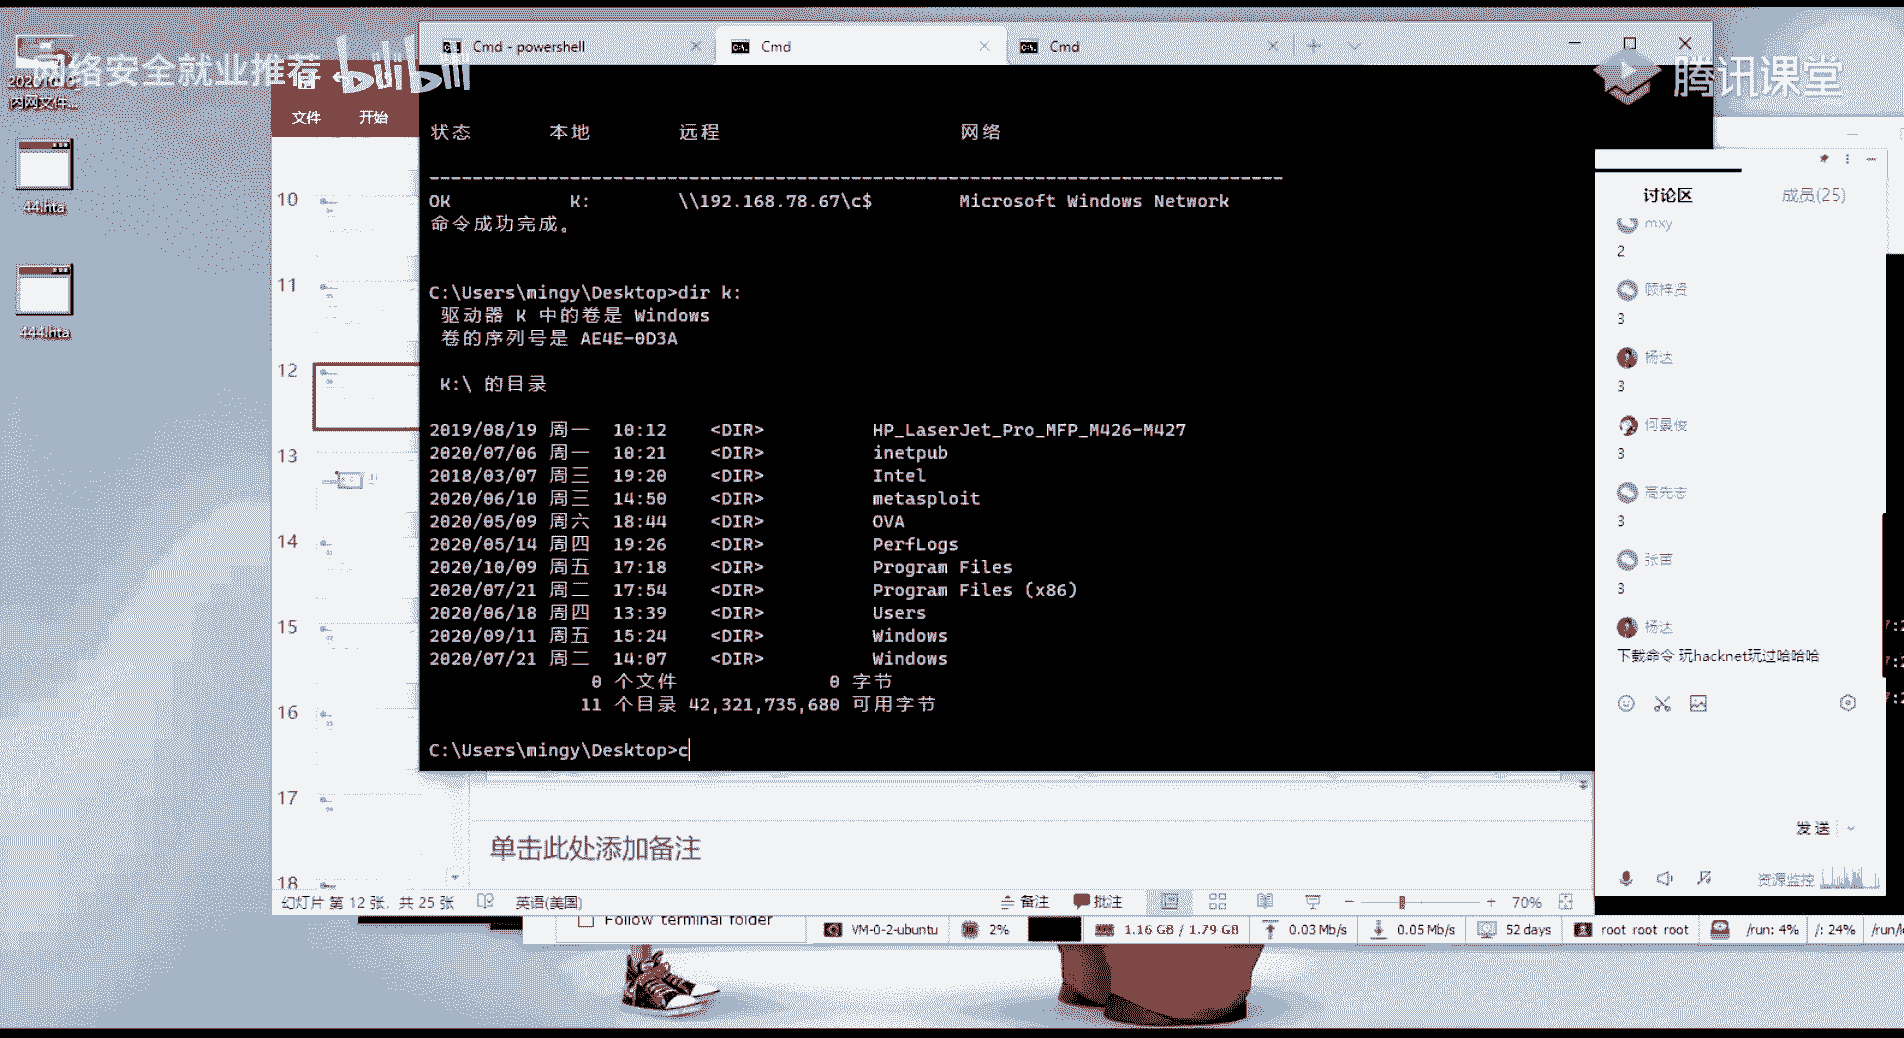 网络安全就业推荐
bilibili
腾讯课堂
Cmd - powershell
Cmd
Cmd
内网文件...
44.hta
444.hta
文件 开始
10
11
12
13
14
15
16
17
18
状态 本地 远程 网络
-------------------------------------------------------------------------------
OK K: \\192.168.78.67\c$ Microsoft Windows Network
命令成功完成。
C:\Users\mingy\Desktop>dir k:
驱动器 K 中的卷是 Windows
卷的序列号是 AE4E-0D3A
K:\ 的目录
2019/08/19 周一 10:12 <DIR> HP_LaserJet_Pro_MFP_M426-M427
2020/07/06 周一 10:21 <DIR> inetpub
2018/03/07 周三 19:20 <DIR> Intel
2020/06/10 周三 14:50 <DIR> metasploit
2020/05/09 周六 18:44 <DIR> OVA
2020/05/14 周四 19:26 <DIR> PerfLogs
2020/10/09 周五 17:18 <DIR> Program Files
2020/07/21 周二 17:54 <DIR> Program Files (x86)
2020/06/18 周四 13:39 <DIR> Users
2020/09/11 周五 15:24 <DIR> Windows
2020/07/21 周二 14:07 <DIR> Windows
0 个文件 0 字节
11 个目录 42,321,735,680 可用字节
C:\Users\mingy\Desktop>c
讨论区 成员(25)
mxy
2
顾梓贤
3
杨达
3
何晨俊
3
高先志
3
张苗
3
杨达
下载命令 玩hacknet玩过哈哈哈
发送
资源监控
单击此处添加备注
幻灯片 第 12 张，共 25 张 英语(美国) 备注 批注 70%
Follow terminal folder
VM-0-2-ubuntu 2% 1.16 GB / 1.79 GB 0.03 Mb/s 0.05 Mb/s 52 days root root root /run: 4% /: 24%